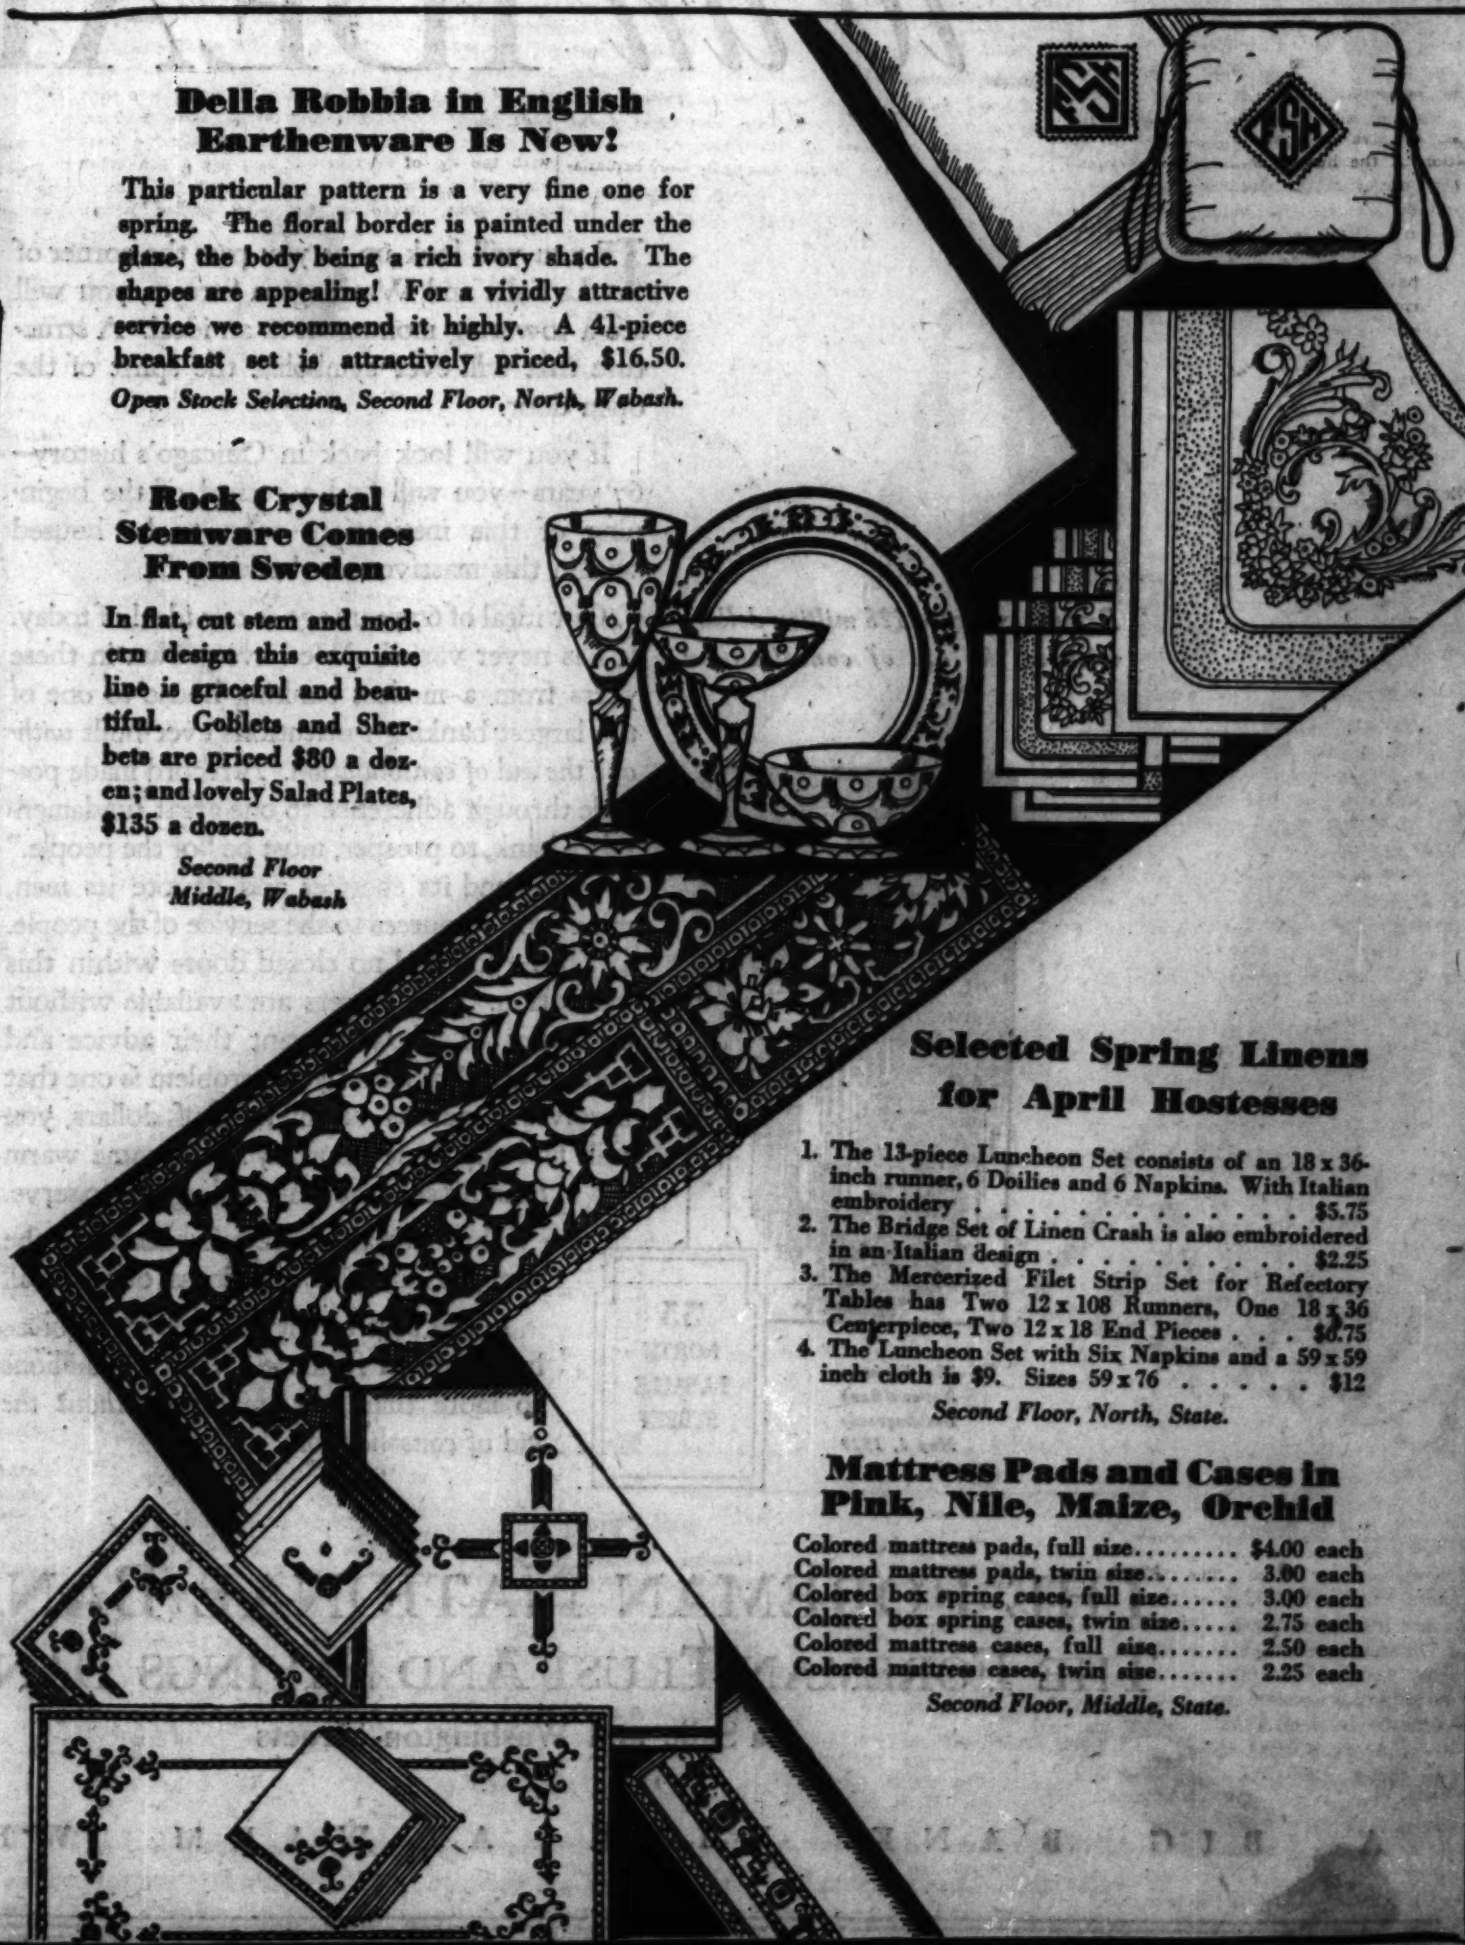 Della Robbia in English
Earthenware Is New!
This particular pattern is a very fine one for
spring. The floral border is painted under the
glaze, the body being a rich ivory shade. The
shapes are appealing! For a vividly attractive
service we recommend it highly. A 41-piece
breakfast set is attractively priced, $16.50.
Open Stock Selection, Second Floor, North, Wabash.
Rock Crystal
Stemware Comes
From Sweden
In flat, cut stem and mod-
ern design this exquisite
line is graceful and beau-
tiful. Goblets and Sher-
bets are priced $80 a doz-
en; and lovely Salad Plates,
$135 a dozen.
Second Floor
Middle, Wabash
FSH
FSH
Selected Spring Linens
for April Hostesses
1. The 13-piece Luncheon Set consists of an 18 x 36-
inch runner, 6 Doilies and 6 Napkins. With Italian
embroidery . . . . . . . . . . . . . . $5.75
2. The Bridge Set of Linen Crash is also embroidered
in an Italian design . . . . . . . . . . . $2.25
3. The Mercerized Filet Strip Set for Refectory
Tables has Two 12 x 108 Runners, One 18 x 36
Centerpiece, Two 12 x 18 End Pieces . . .
4. The Luncheon Set with Six Napkins and a 59 x 59
inch cloth is $9. Sizes 59 x 76 . . . . . . $12
Second Floor, North, State.
Mattress Pads and Cases in
Pink, Nile, Maize, Orchid
Colored mattress pads, full size......... $4.00 each
Colored mattress pads, twin size........ 3.00 each
Colored box spring cases, full size...... 3.00 each
Colored box spring cases, twin size..... 2.75 each
Colored mattress cases, full size....... 2.50 each
Colored mattress cases, twin size....... 2.25 each
Second Floor, Middle, State.